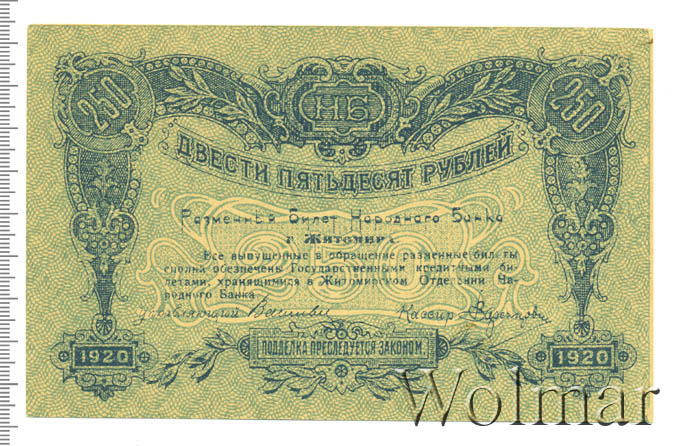 250 НБ 250
ДВЕСТИ ПЯТЬДЕСЯТ РУБЛЕЙ
Разменный билет Народного Банка
г. Житомира.
Все выпущенные в обращение разменные билеты
сполна обеспечены Государственными кредитными би-
летами, хранящимися в Житомирском Отделении На-
родного Банка
Управляющий Кассир
1920 ПОДДЕЛКА ПРЕСЛЕДУЕТСЯ ЗАКОНОМ. 1920
Wolmar